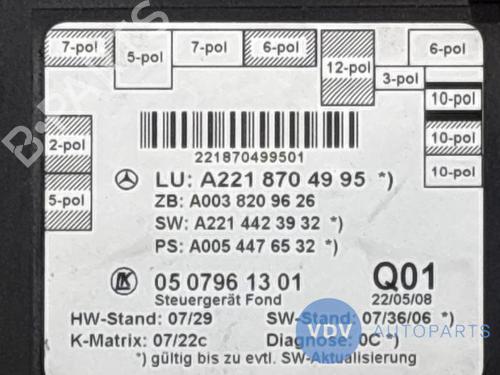 7-pol
5-pol
7-pol
6-pol
12-pol
3-pol
6-pol
10-pol
10-pol
10-pol
2-pol
5-pol
221870499501
LU: A221 870 49 95 *)
ZB: A003 820 96 26
SW: A221 442 39 32 *)
PS: A005 447 65 32 *)
05 0796 13 01
Steuergerät Fond
Q01
22/05/08
HW-Stand: 07/29 SW-Stand: 07/36/06 *)
K-Matrix: 07/22c Diagnose: 0C *)
*) gültig bis zu evtl. SW-Aktualisierung
B-PARTS
VDV AUTOPARTS